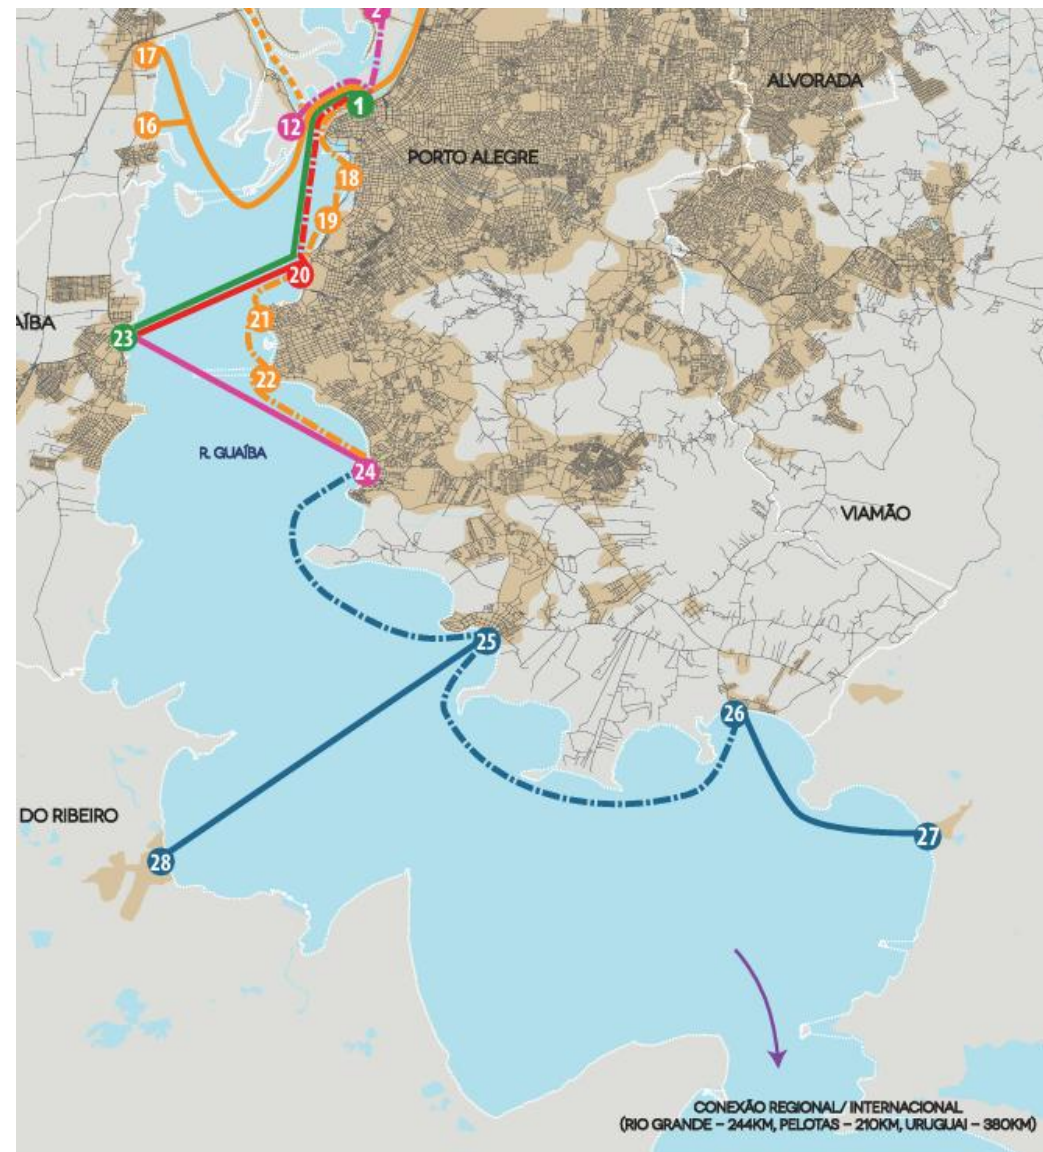 2
17
1
ALVORADA
16
12
PORTO ALEGRE
18
19
20
21
AÍBA
23
22
R. GUAÍBA
24
VIAMÃO
25
26
DO RIBEIRO
27
28
CONEXÃO REGIONAL/ INTERNACIONAL
(RIO GRANDE – 244KM, PELOTAS – 210KM, URUGUAI – 380KM)